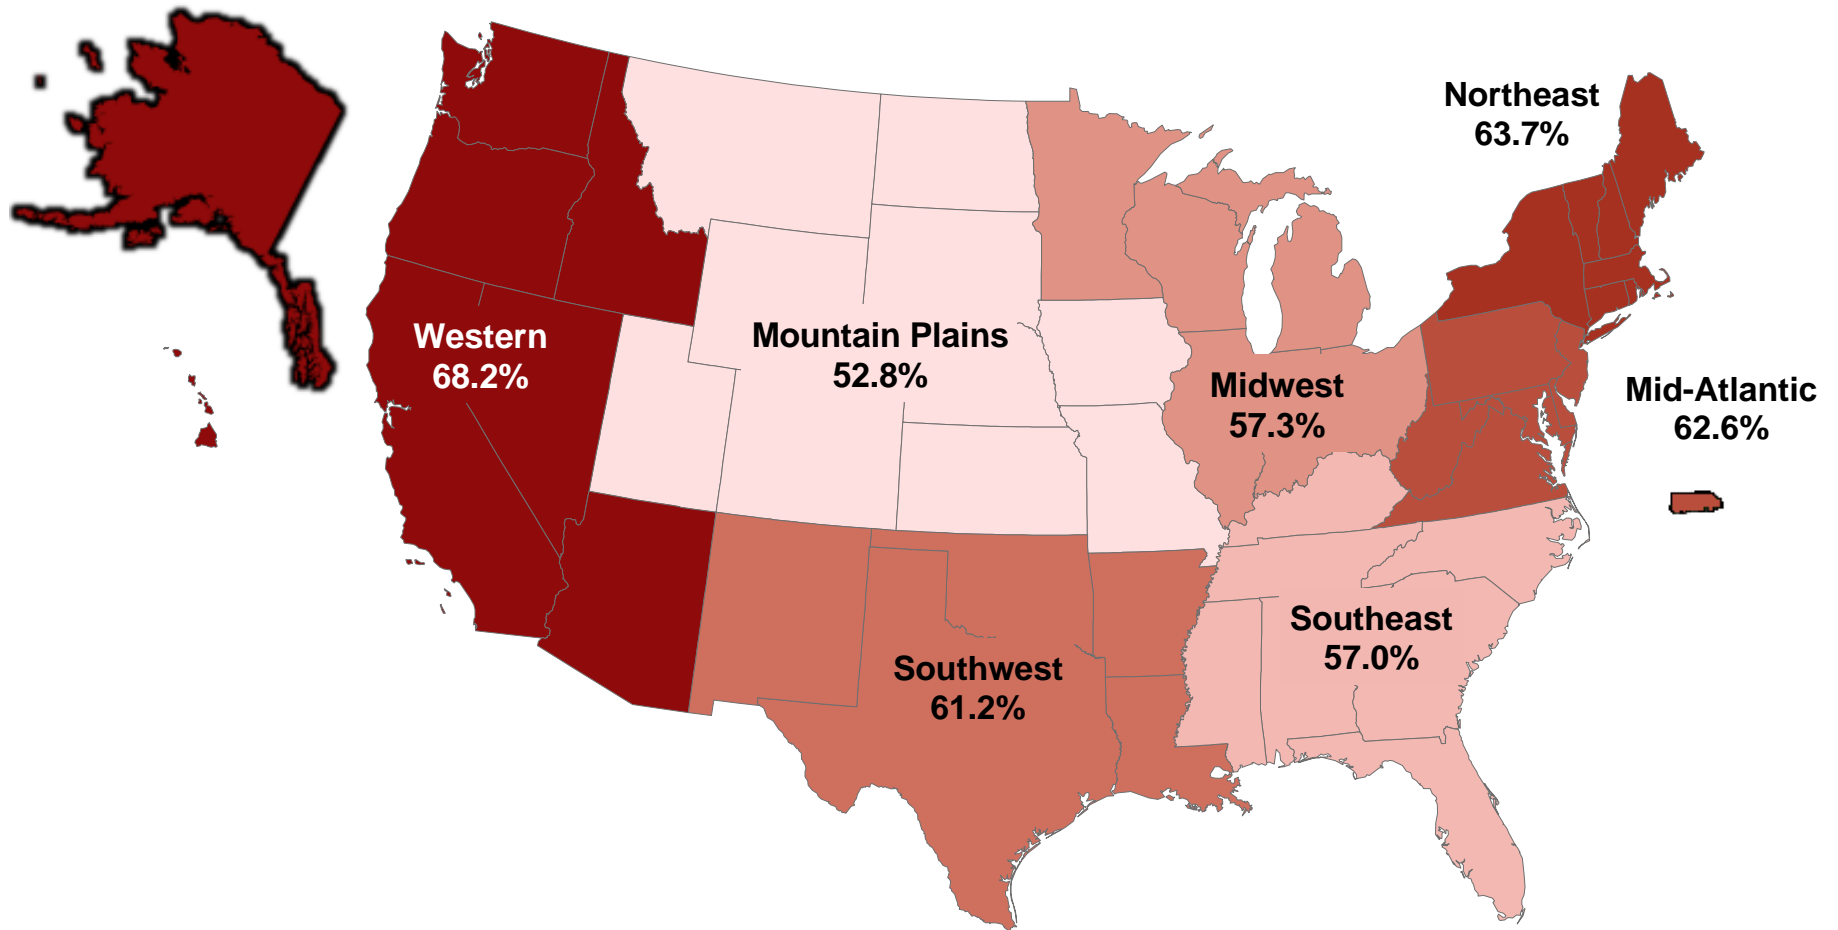 Northeast
63.7%
Western
68.2%
Mountain Plains
52.8%
Midwest
57.3%
Mid-Atlantic
62.6%
Southeast
57.0%
Southwest
61.2%